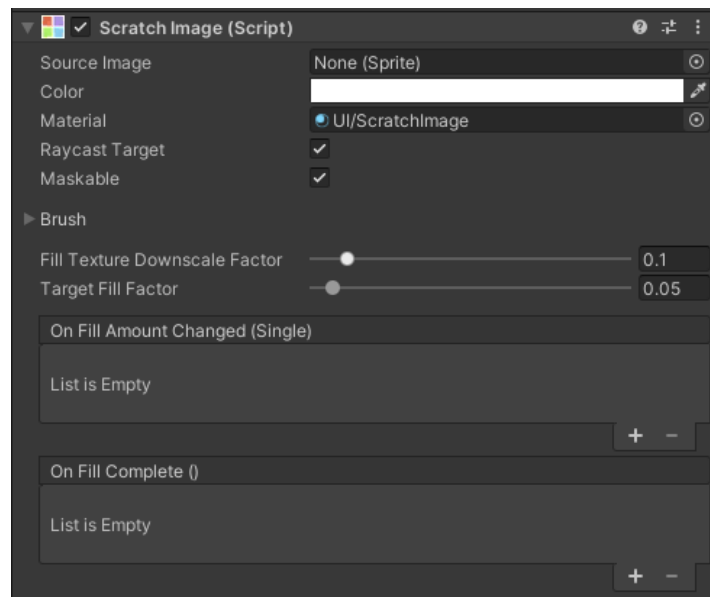 Scratch Image (Script)
Source Image None (Sprite)
Color
Material UI/ScratchImage
Raycast Target
Maskable
Brush
Fill Texture Downscale Factor 0.1
Target Fill Factor 0.05
On Fill Amount Changed (Single)
List is Empty
+ −
On Fill Complete ()
List is Empty
+ −